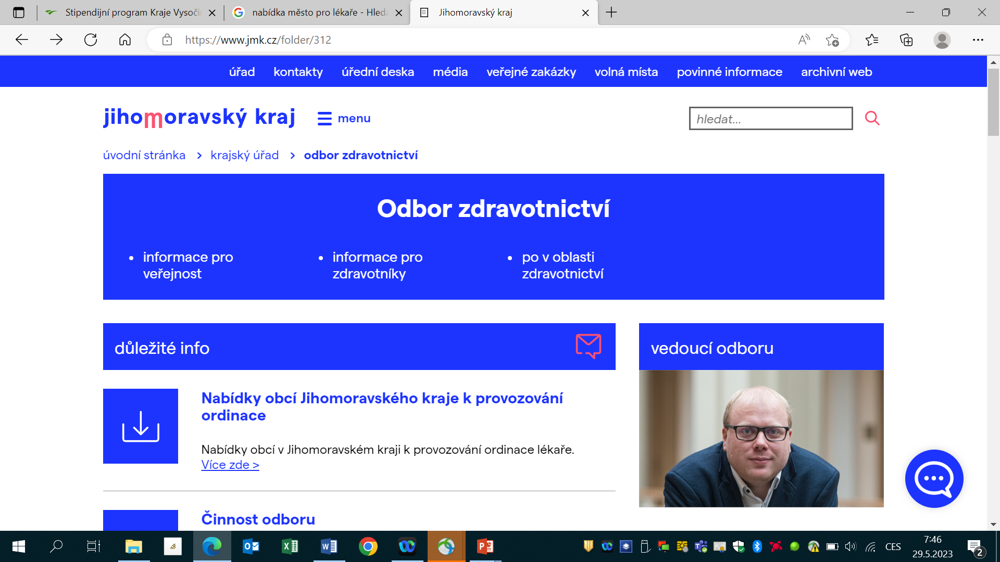 Stipendijní program Kraje Vysoči
nabídka město pro lékaře - Hleda
Jihomoravský kraj
https://www.jmk.cz/folder/312
úřad kontakty úřední deska média veřejné zakázky volná místa povinné informace archivní web
jihomoravský kraj menu hledat...
úvodní stránka > krajský úřad > odbor zdravotnictví
Odbor zdravotnictví
• informace pro veřejnost
• informace pro zdravotníky
• po v oblasti zdravotnictví
důležité info
Nabídky obcí Jihomoravského kraje k provozování
ordinace
Nabídky obcí v Jihomoravském kraji k provozování ordinace lékaře.
Více zde >
Činnost odboru
vedoucí odboru
CES
7:46
29.5.2023
2